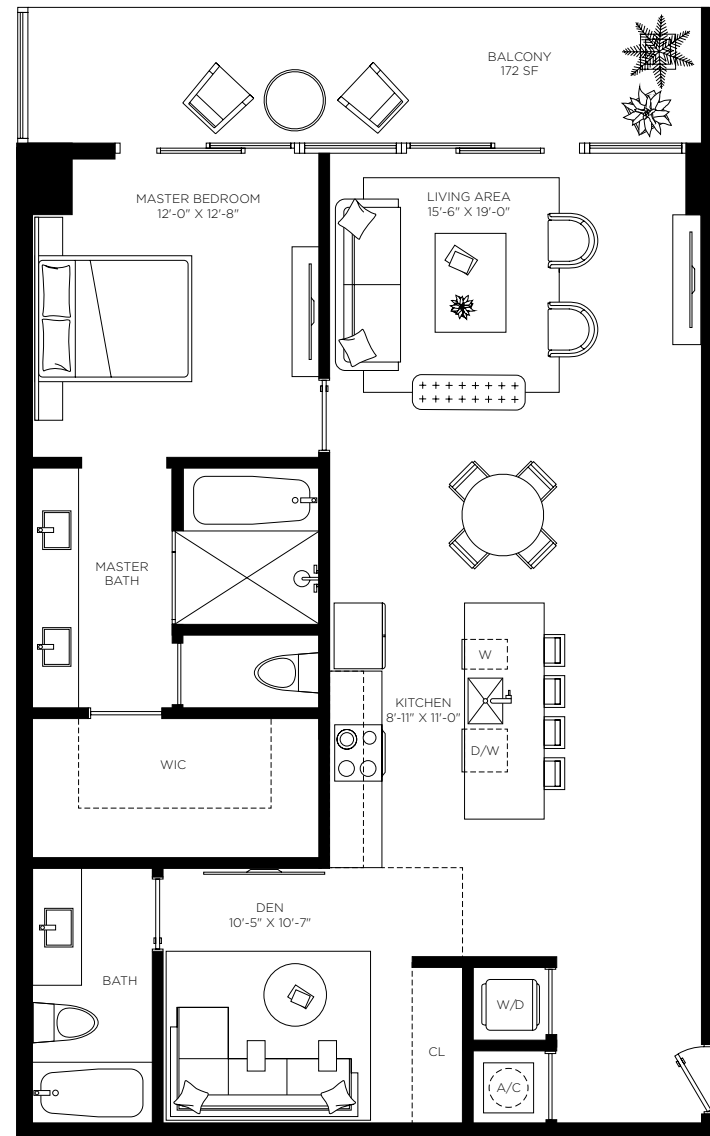 BALCONY
172 SF
MASTER BEDROOM
12'-0" X 12'-8"
LIVING AREA
15'-6" X 19'-0"
MASTER
BATH
W
KITCHEN
8'-11" X 11'-0"
D/W
WIC
DEN
10'-5" X 10'-7"
BATH
W/D
CL
A/C